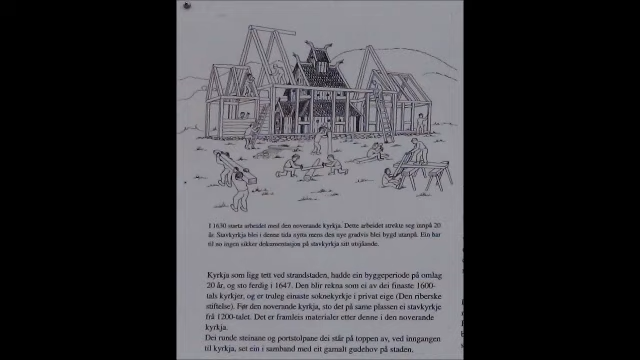 I 1630 starta arbeidet med den noverande kyrkja. Dette arbeidet strekte seg innpå 20
år. Stavkyrkja blei i denne tida nytta mens den nye gradvis blei bygd utanpå. Ein har
til no ingen sikker dokumentasjon på stavkyrkja sitt utsjåande.
Kyrkja som ligg tett ved strandstaden, hadde ein byggeperiode på omlag
20 år, og sto ferdig i 1647. Den blir rekna som ei av dei finaste 1600-
tals kyrkjer, og er truleg einaste soknekyrkje i privat eige (Den riberske
stiftelse). Før den noverande kyrkje, sto det på same plassen ei stavkyrkje
frå 1200-talet. Det er framleis materialer etter denne i den noverande
kyrkja.
Dei runde steinane og portstolpane dei står på toppen av, ved inngangen
til kyrkja, set ein i samband med eit gamalt gudehov på staden.